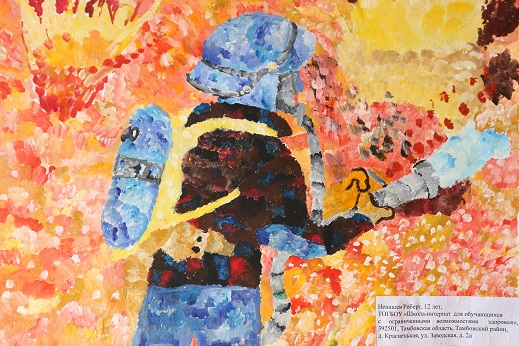 Ненашев Роберт, 12 лет,
ТОГБОУ «Школа-интернат для обучающихся
с ограниченными возможностями здоровья»,
392501, Тамбовская область, Тамбовский район,
д. Красненькая, ул. Заводская, д. 2а